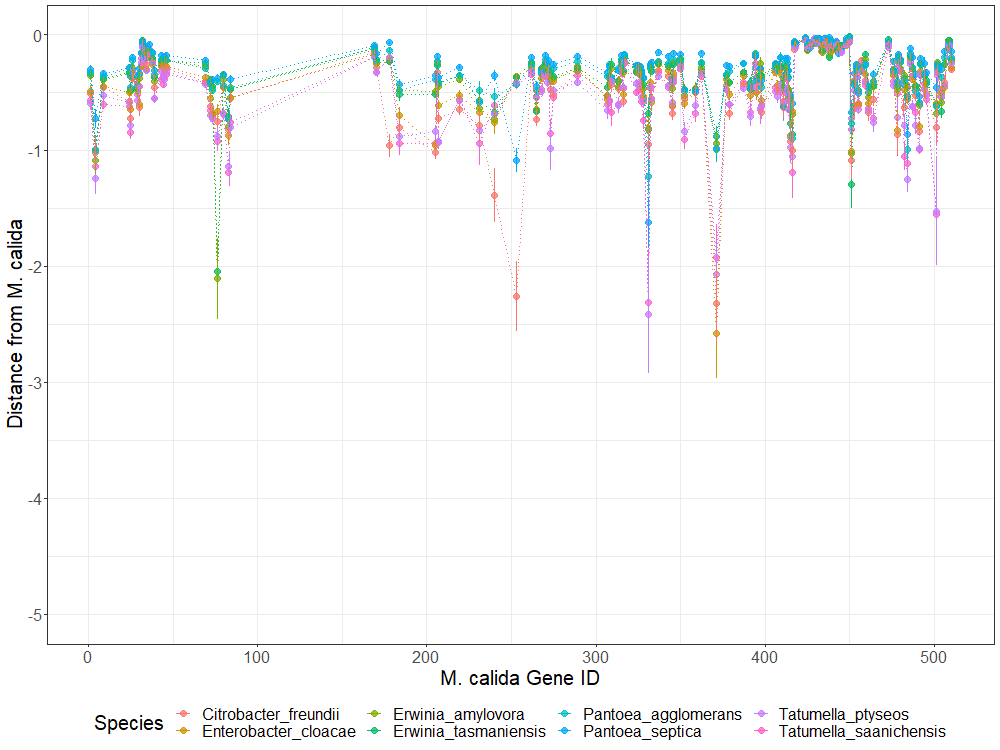 Distance from M. calida
0
-1
-2
-3
-4
-5
0 100 200 300 400 500
M. calida Gene ID
Species
Citrobacter_freundii Erwinia_amylovora Pantoea_agglomerans Tatumella_ptyseos
Enterobacter_cloacae Erwinia_tasmaniensis Pantoea_septica Tatumella_saanichensis